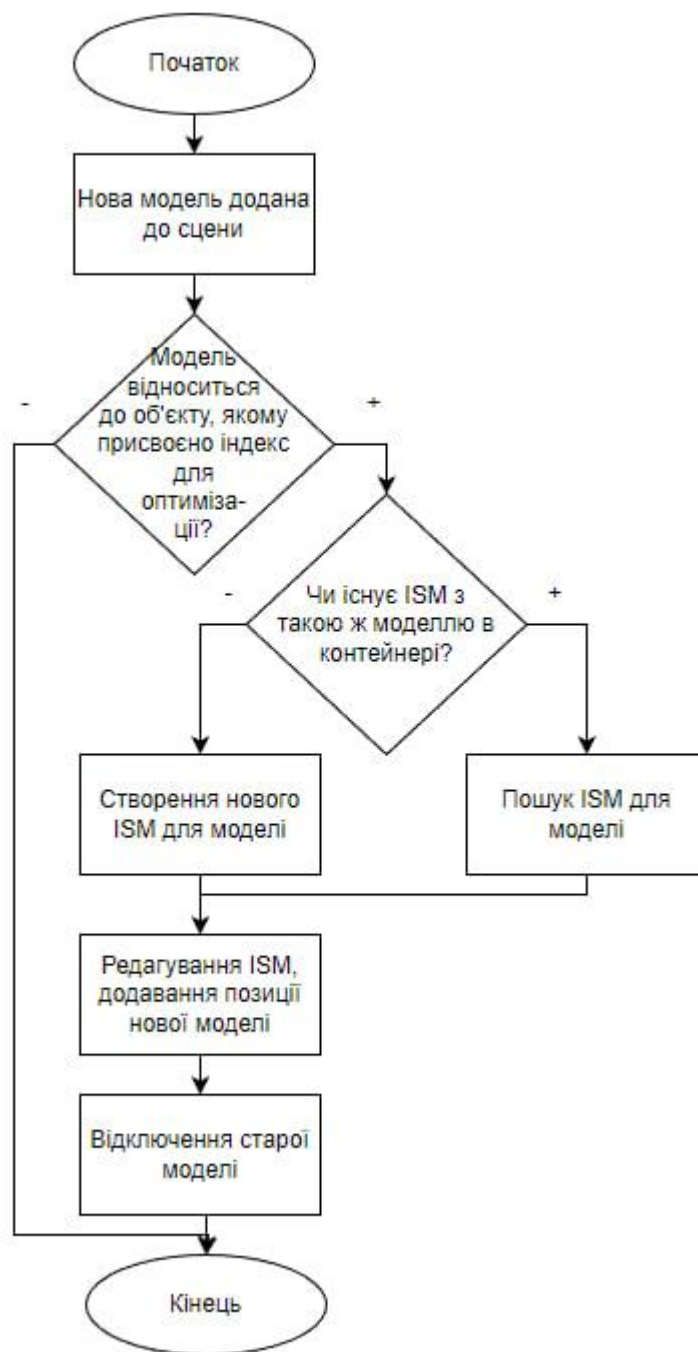 Початок
Нова модель додана
до сцени
Модель
відноситься
до об'єкту, якому
присвоєно індекс
для
оптиміза-
ції?
-
+
Чи існує ISM з
такою ж моделлю в
контейнері?
-
+
Створення нового
ISM для моделі
Пошук ISM для
моделі
Редагування ISM,
додавання позиції
нової моделі
Відключення старої
моделі
Кінець